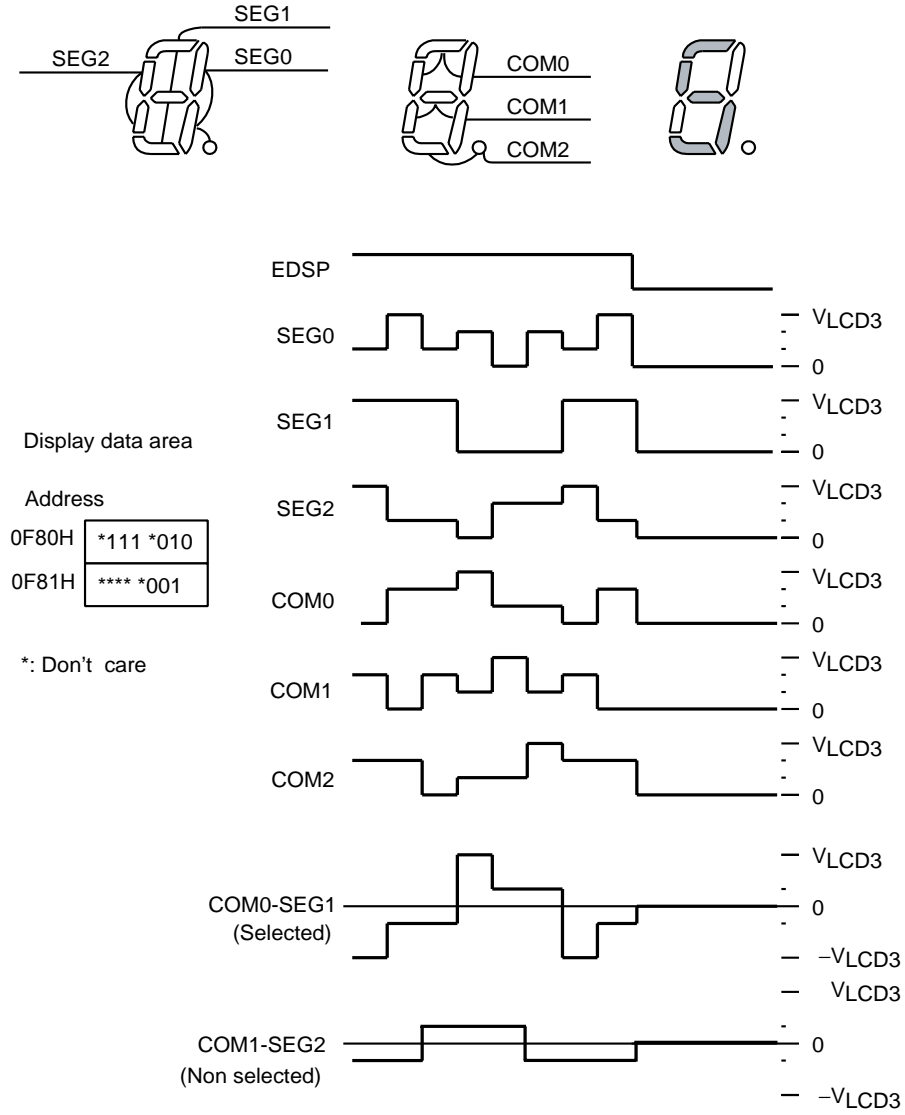 SEG1
SEG2
SEG0
COM0
COM1
COM2
EDSP
SEG0
VLCD3
0
SEG1
VLCD3
0
Display data area
SEG2
VLCD3
0
Address
0F80H *111 *010
0F81H **** *001
COM0
VLCD3
0
*: Don't care
COM1
VLCD3
0
COM2
VLCD3
0
COM0-SEG1
(Selected)
VLCD3
0
−VLCD3
COM1-SEG2
(Non selected)
VLCD3
0
−VLCD3